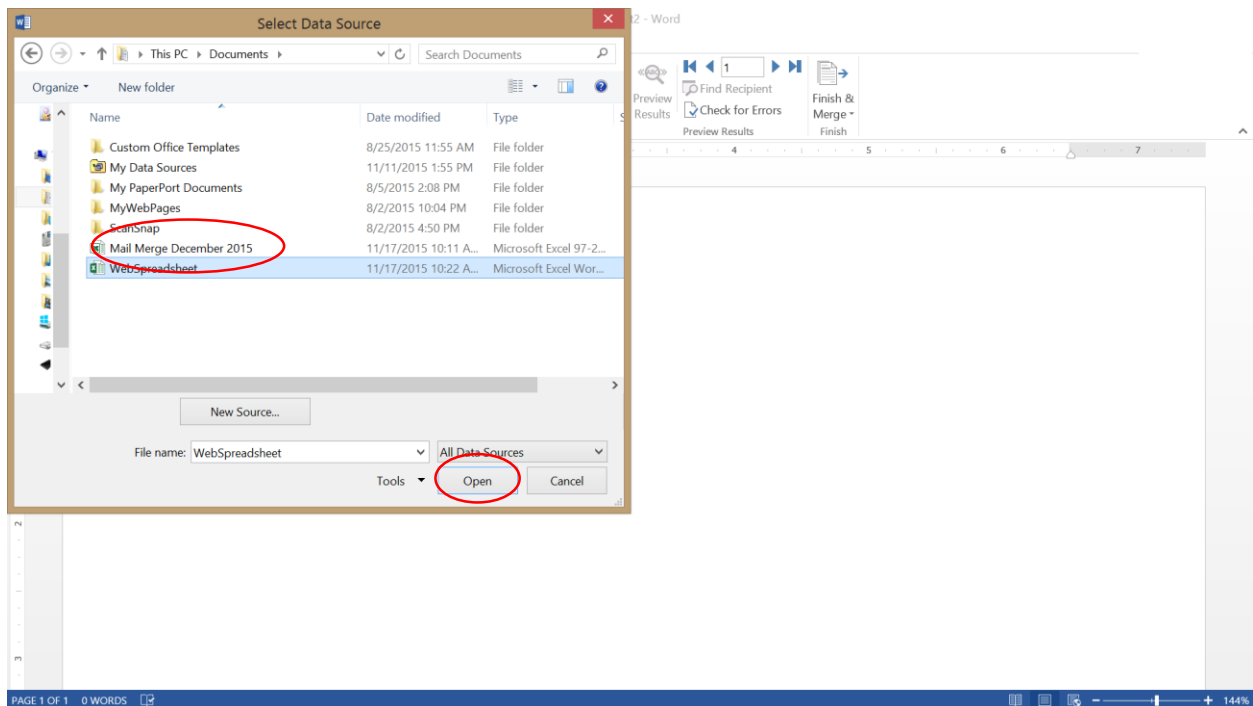 Select Data Source
t2 - Word
This PC Documents
Search Documents
Organize
New folder
Name Date modified Type S
Custom Office Templates 8/25/2015 11:55 AM File folder
My Data Sources 11/11/2015 1:55 PM File folder
My PaperPort Documents 8/5/2015 2:08 PM File folder
MyWebPages 8/2/2015 10:04 PM File folder
ScanSnap 8/2/2015 4:50 PM File folder
Mail Merge December 2015 11/17/2015 10:11 A... Microsoft Excel 97-2...
WebSpreadsheet 11/17/2015 10:22 A... Microsoft Excel Wor...
New Source...
File name: WebSpreadsheet
All Data Sources
Tools
Open
Cancel
«ABC»
Preview
Results
1
Find Recipient
Check for Errors
Preview Results
Finish &
Merge
Finish
4 5 6 7
2
3
PAGE 1 OF 1 0 WORDS
144%